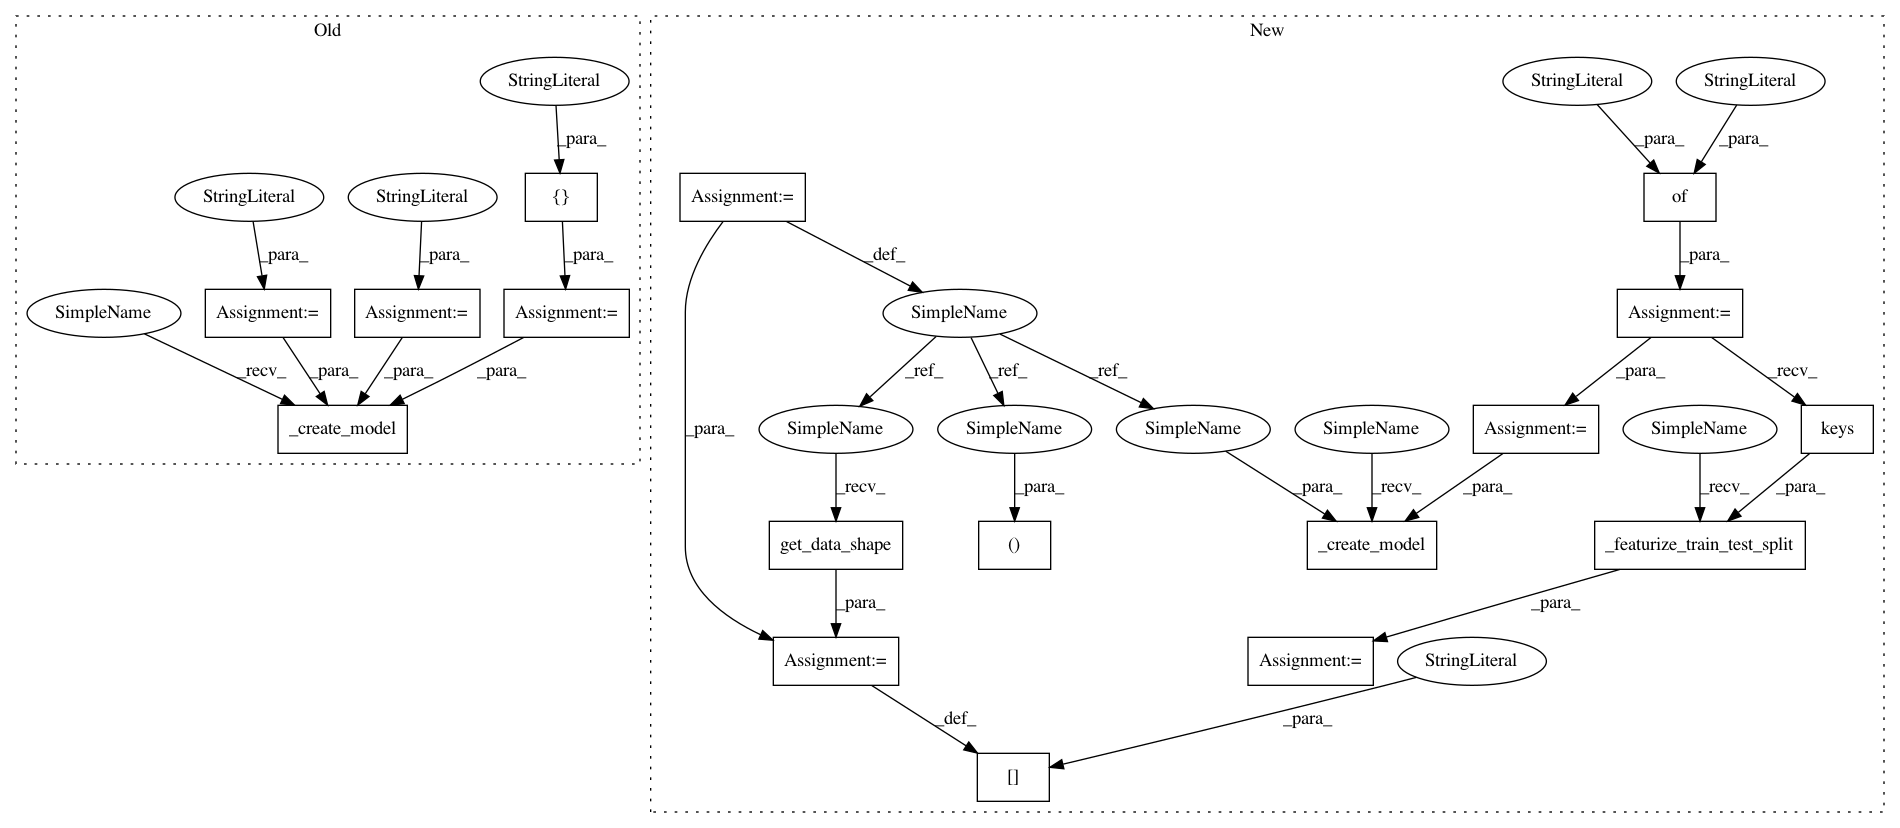 Old
New
StringLiteral
StringLiteral
StringLiteral
_para_
_para_
_para_
StringLiteral
StringLiteral
{}
Assignment:=
of
_para_
_para_
_para_
_def_
_para_
SimpleName
Assignment:=
Assignment:=
Assignment:=
SimpleName
Assignment:=
_recv_
_para_
_para_
_para_
_ref_
_ref_
_ref_
_para_
_recv_
_create_model
_para_
SimpleName
SimpleName
SimpleName
SimpleName
Assignment:=
SimpleName
keys
_recv_
_para_
_para_
_recv_
_para_
_recv_
_para_
get_data_shape
()
_create_model
_featurize_train_test_split
_para_
_para_
Assignment:=
Assignment:=
StringLiteral
_def_
_para_
[]